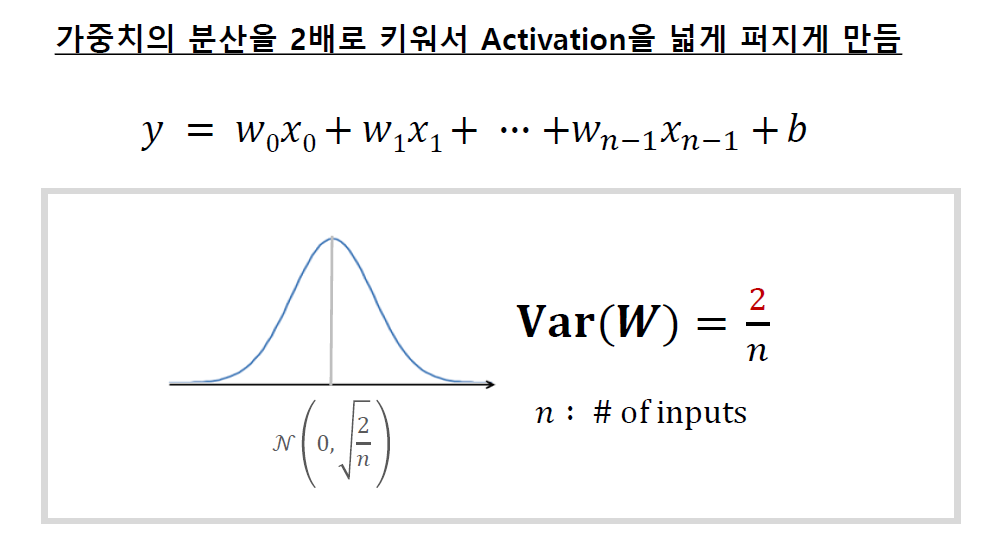 가중치의 분산을 2배로 키워서 Activation을 넓게 퍼지게 만듬
y = w₀x₀ + w₁x₁ + ⋯ + wₙ₋₁xₙ₋₁ + b
Var(W) = 2/n
n : # of inputs
𝒩(0, √(2/n))